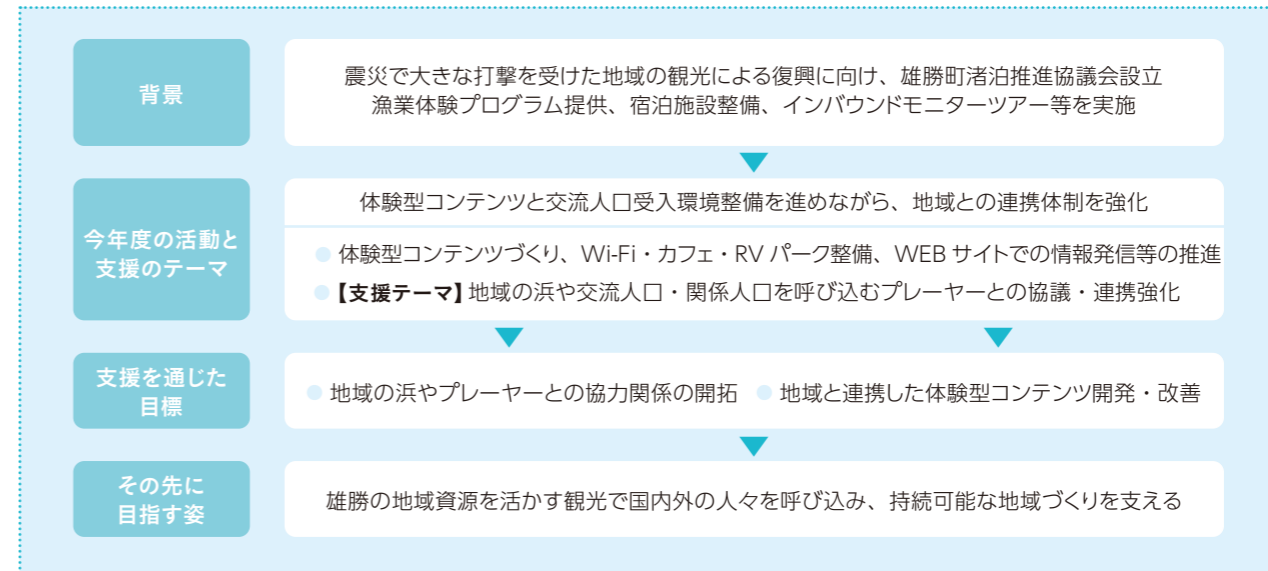 背景
震災で大きな打撃を受けた地域の観光による復興に向け、雄勝町渚泊推進協議会設立
漁業体験プログラム提供、宿泊施設整備、インバウンドモニターツアー等を実施
今年度の活動と
支援のテーマ
体験型コンテンツと交流人口受入環境整備を進めながら、地域との連携体制を強化
● 体験型コンテンツづくり、Wi-Fi・カフェ・RV パーク整備、WEB サイトでの情報発信等の推進
● 【支援テーマ】地域の浜や交流人口・関係人口を呼び込むプレーヤーとの協議・連携強化
支援を通じた
目標
● 地域の浜やプレーヤーとの協力関係の開拓 ● 地域と連携した体験型コンテンツ開発・改善
その先に
目指す姿
雄勝の地域資源を活かす観光で国内外の人々を呼び込み、持続可能な地域づくりを支える